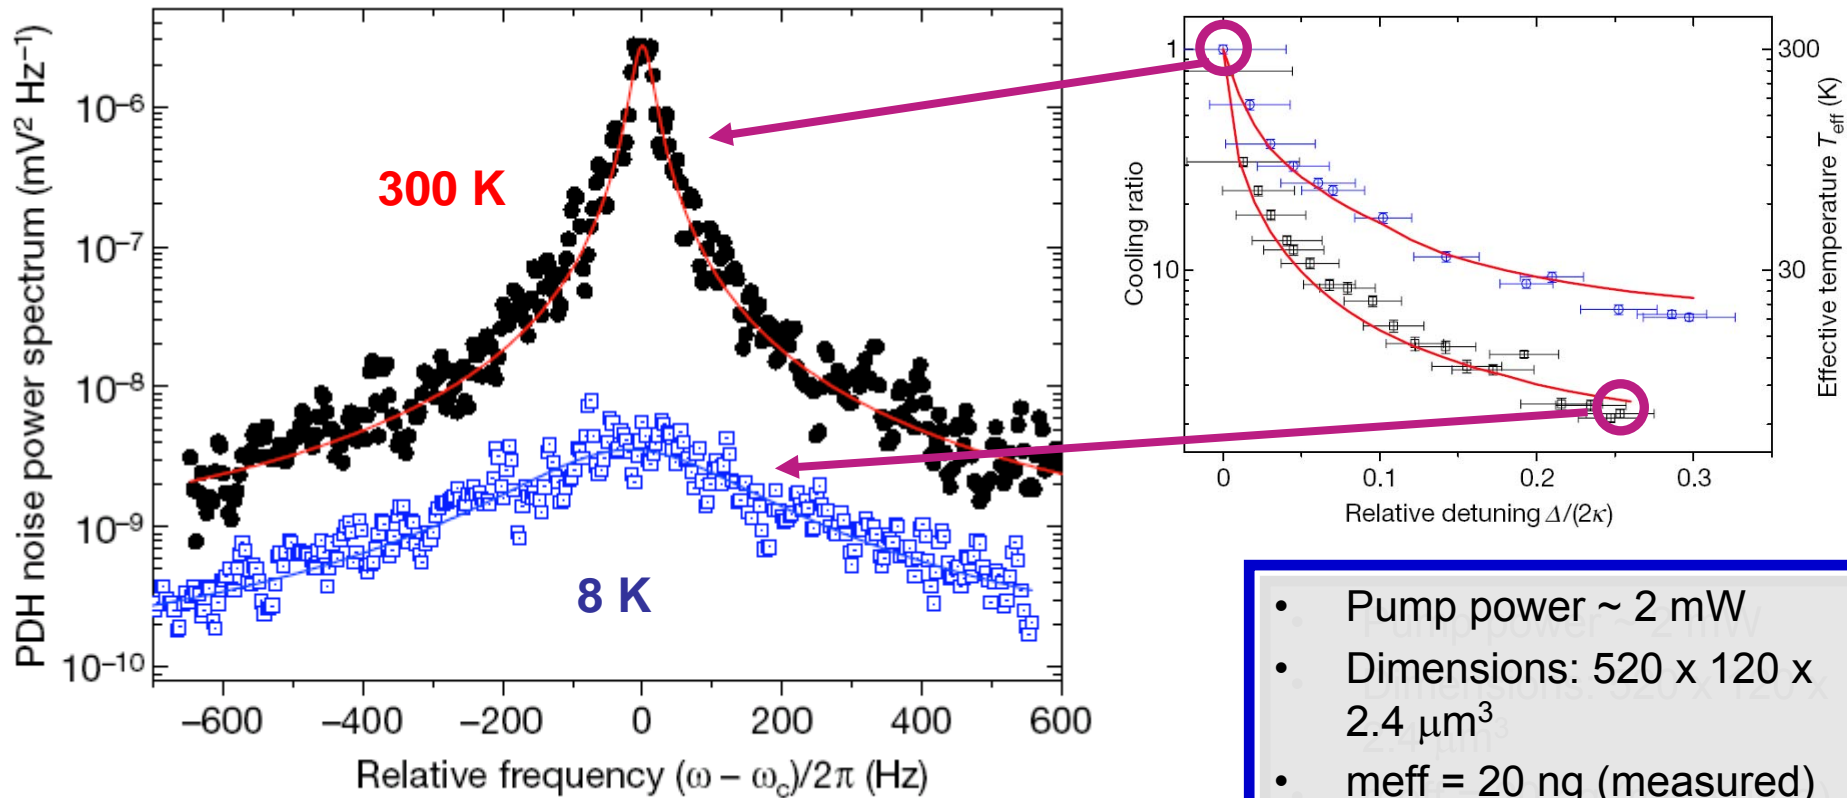 PDH noise power spectrum (mV² Hz⁻¹)
10⁻⁶
10⁻⁷
10⁻⁸
10⁻⁹
10⁻¹⁰
300 K
8 K
−600 −400 −200 0 200 400 600
Relative frequency (ω − ω_c)/2π (Hz)
Cooling ratio
1
10
300
30
Effective temperature T_eff (K)
0 0.1 0.2 0.3
Relative detuning Δ/(2κ)
• Pump power ~ 2 mW
• Dimensions: 520 x 120 x
2.4 μm³
• meff = 20 ng (measured)